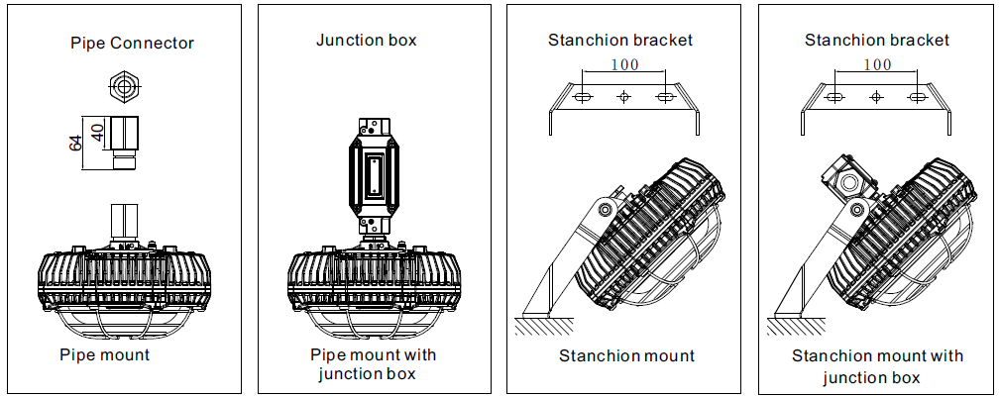 Pipe Connector
64
40
Pipe mount
Junction box
Pipe mount with
junction box
Stanchion bracket
100
Stanchion mount
Stanchion bracket
100
Stanchion mount with
junction box